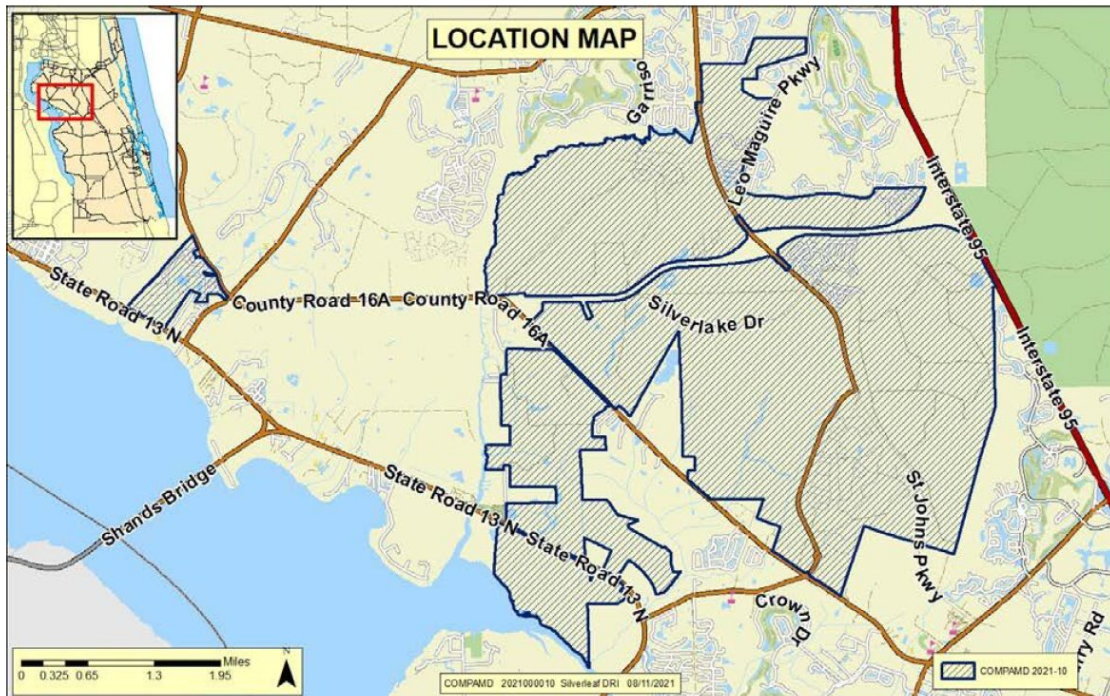 LOCATION MAP
Garriso
Leo Maguire Pkwy
Interstate 95
State Road 13 N
County Road 16A
County Road 16A
Silverlake Dr
Interstate 95
Shands Bridge
State Road 13 N
State Road 13 N
St Johns Pkwy
Crown Dr
rry Rd
Miles
0 0.325 0.65 1.3 1.95
N
COMPAMD 2021000010 Silverleaf DRI 08/11/2021
COMPAMD 2021-10